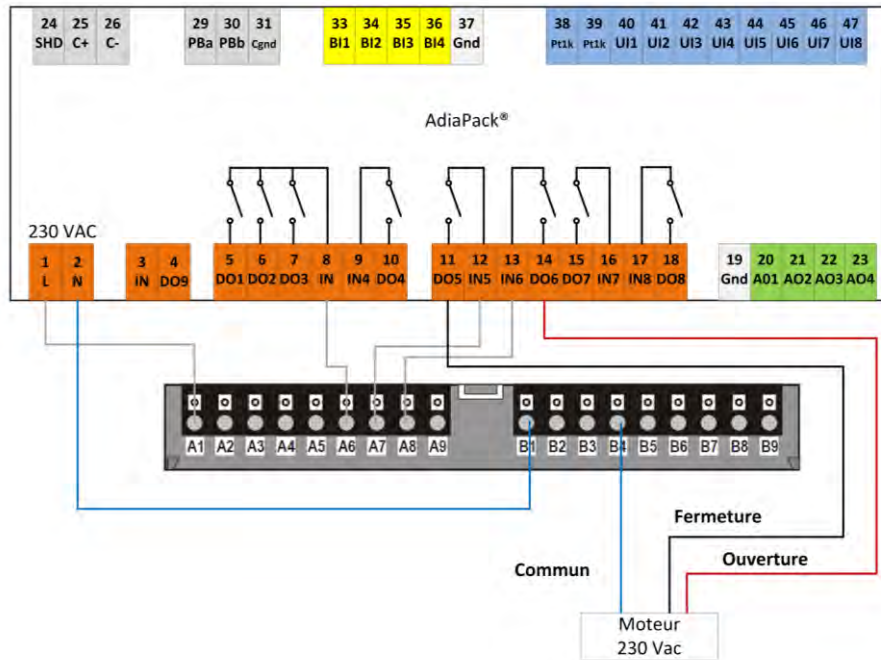 24 25 26 29 30 31 33 34 35 36 37 38 39 40 41 42 43 44 45 46 47
SHD C+ C- PBa PBb Cgnd BI1 BI2 BI3 BI4 Gnd Pt1k Pt1k UI1 UI2 UI3 UI4 UI5 UI6 UI7 UI8
AdiaPack®
230 VAC
1 2 3 4 5 6 7 8 9 10 11 12 13 14 15 16 17 18 19 20 21 22 23
L N IN DO9 DO1 DO2 DO3 IN IN4 DO4 DO5 IN5 IN6 DO6 DO7 IN7 IN8 DO8 Gnd A01 AO2 AO3 AO4
A1 A2 A3 A4 A5 A6 A7 A8 A9 B1 B2 B3 B4 B5 B6 B7 B8 B9
Fermeture
Ouverture
Commun
Moteur
230 Vac